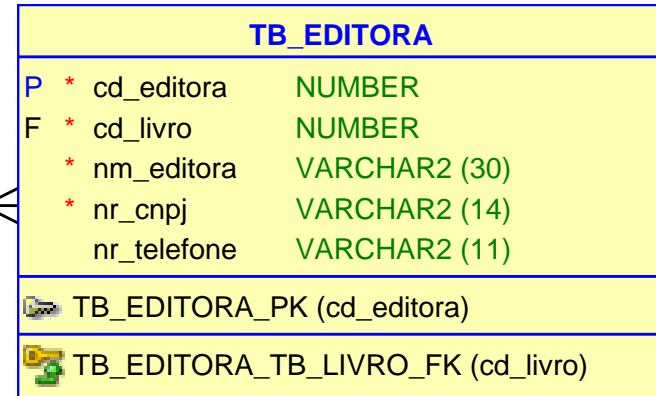 TB_EDITORA
P * cd_editora NUMBER
F * cd_livro NUMBER
* nm_editora VARCHAR2 (30)
* nr_cnpj VARCHAR2 (14)
nr_telefone VARCHAR2 (11)
TB_EDITORA_PK (cd_editora)
TB_EDITORA_TB_LIVRO_FK (cd_livro)